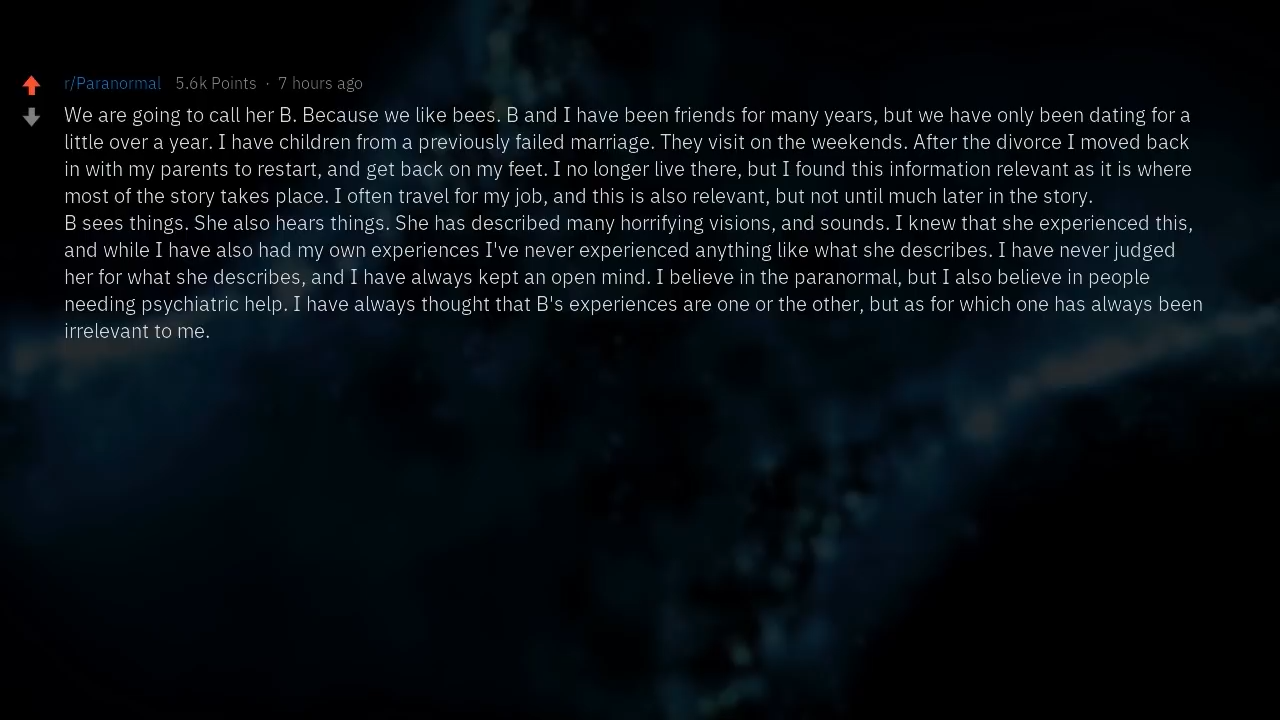 r/Paranormal 5.6k Points · 7 hours ago
We are going to call her B. Because we like bees. B and I have been friends for many years, but we have only been dating for a
little over a year. I have children from a previously failed marriage. They visit on the weekends. After the divorce I moved back
in with my parents to restart, and get back on my feet. I no longer live there, but I found this information relevant as it is where
most of the story takes place. I often travel for my job, and this is also relevant, but not until much later in the story.
B sees things. She also hears things. She has described many horrifying visions, and sounds. I knew that she experienced this,
and while I have also had my own experiences I've never experienced anything like what she describes. I have never judged
her for what she describes, and I have always kept an open mind. I believe in the paranormal, but I also believe in people
needing psychiatric help. I have always thought that B's experiences are one or the other, but as for which one has always been
irrelevant to me.